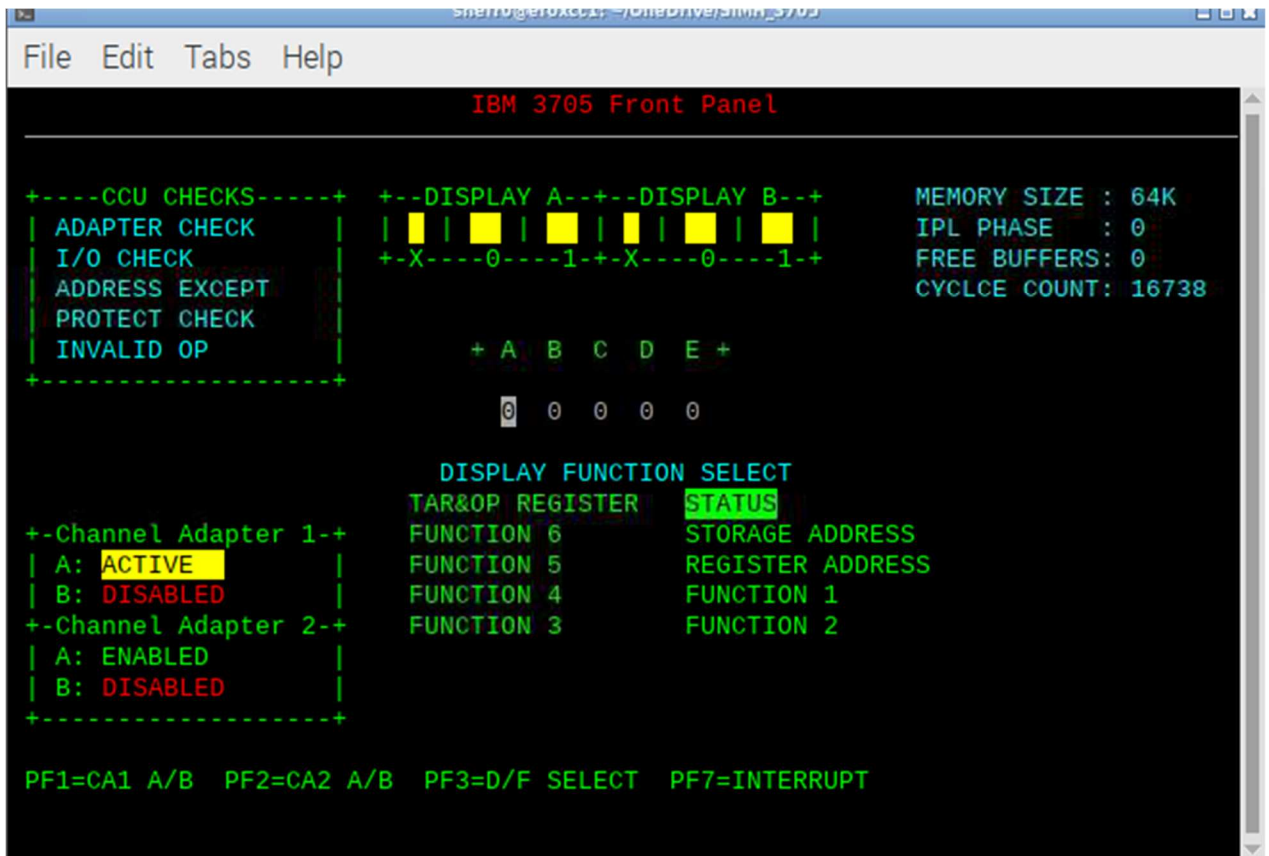 File Edit Tabs Help
IBM 3705 Front Panel
+----CCU CHECKS-----+ +--DISPLAY A--+--DISPLAY B--+ MEMORY SIZE : 64K
| ADAPTER CHECK | | | | | | | | IPL PHASE : 0
| I/O CHECK | +-X----0----1-+-X----0----1-+ FREE BUFFERS: 0
| ADDRESS EXCEPT | CYCLCE COUNT: 16738
| PROTECT CHECK |
| INVALID OP | + A B C D E +
+--------------------+
0 0 0 0 0
DISPLAY FUNCTION SELECT
TAR&OP REGISTER STATUS
+-Channel Adapter 1-+ FUNCTION 6 STORAGE ADDRESS
| A: ACTIVE | FUNCTION 5 REGISTER ADDRESS
| B: DISABLED | FUNCTION 4 FUNCTION 1
+-Channel Adapter 2-+ FUNCTION 3 FUNCTION 2
| A: ENABLED |
| B: DISABLED |
+--------------------+
PF1=CA1 A/B PF2=CA2 A/B PF3=D/F SELECT PF7=INTERRUPT